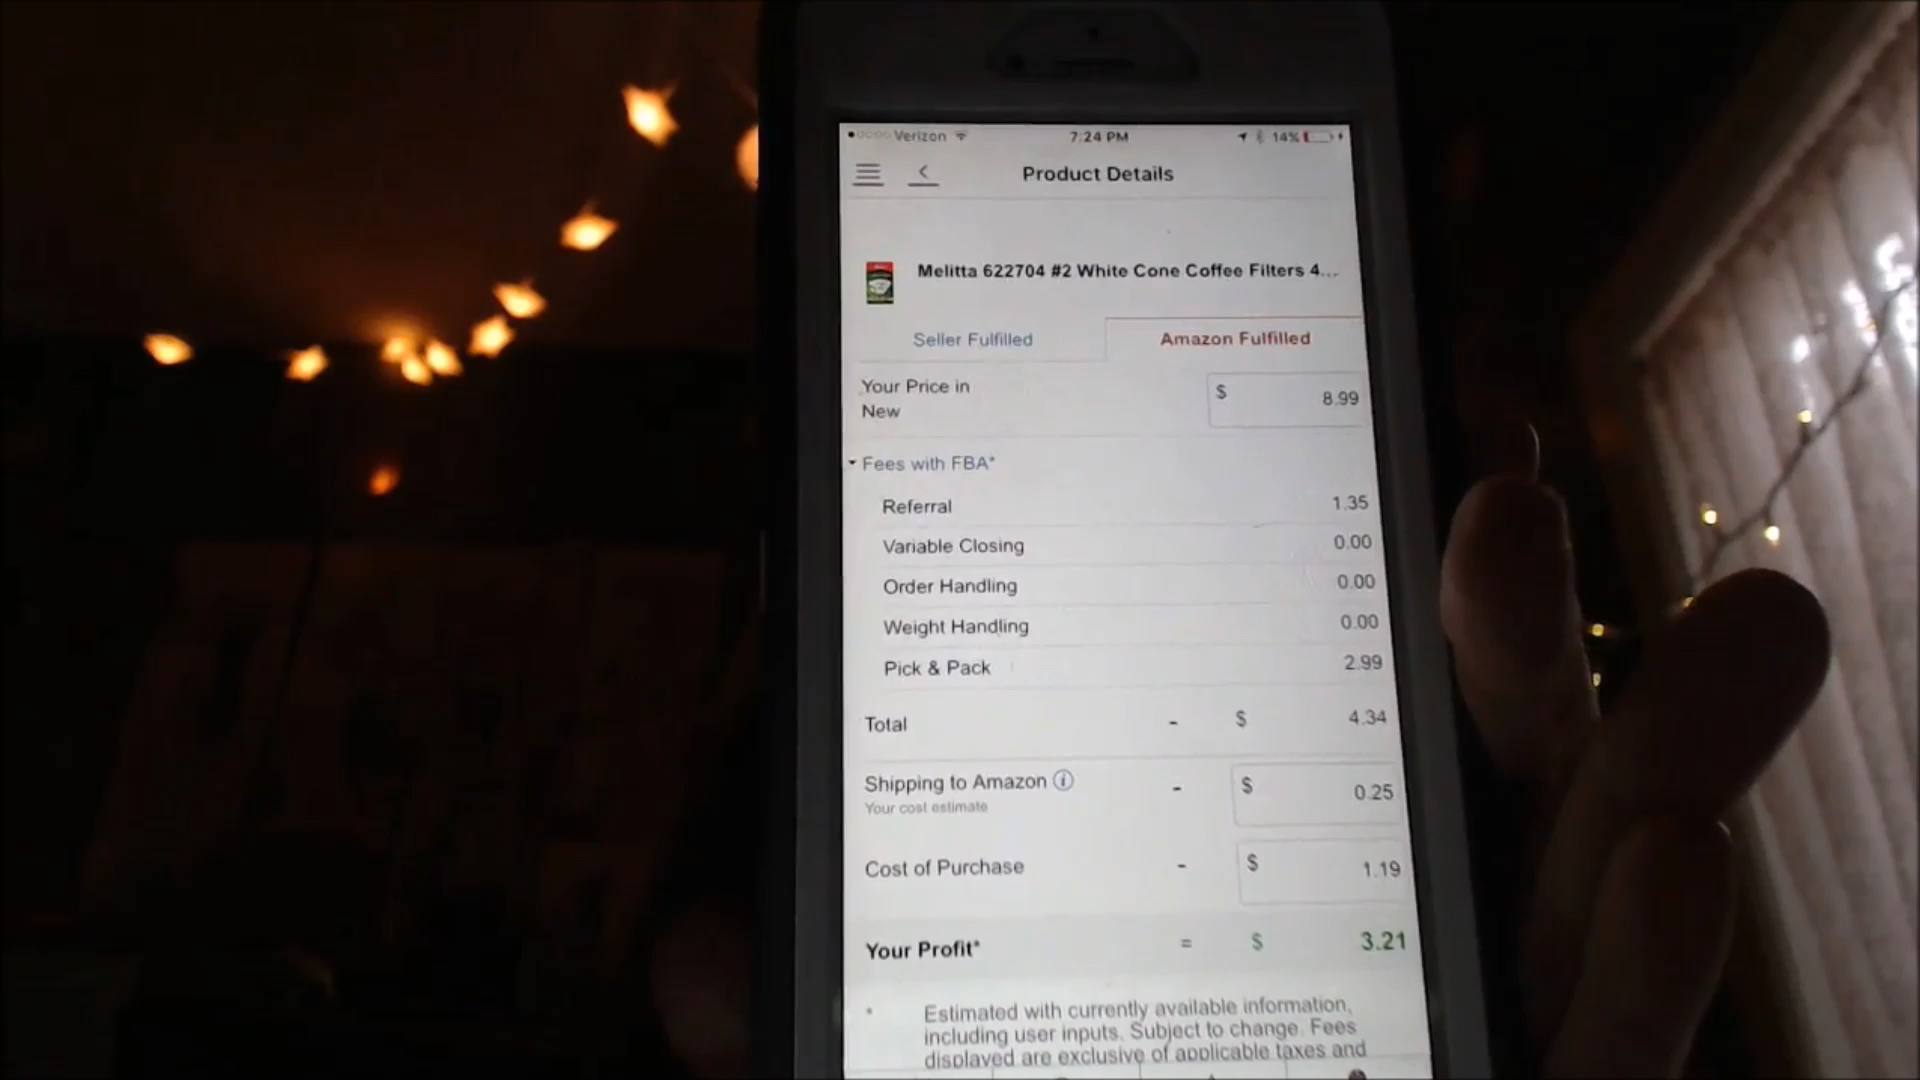 Verizon 7:24 PM 14%
Product Details
Melitta 622704 #2 White Cone Coffee Filters 4...
Seller Fulfilled Amazon Fulfilled
Your Price in
New
$ 8.99
Fees with FBA*
Referral 1.35
Variable Closing 0.00
Order Handling 0.00
Weight Handling 0.00
Pick & Pack 2.99
Total - $ 4.34
Shipping to Amazon i - $ 0.25
Your cost estimate
Cost of Purchase - $ 1.19
Your Profit* = $ 3.21
* Estimated with currently available information,
including user inputs. Subject to change. Fees
displayed are exclusive of applicable taxes and